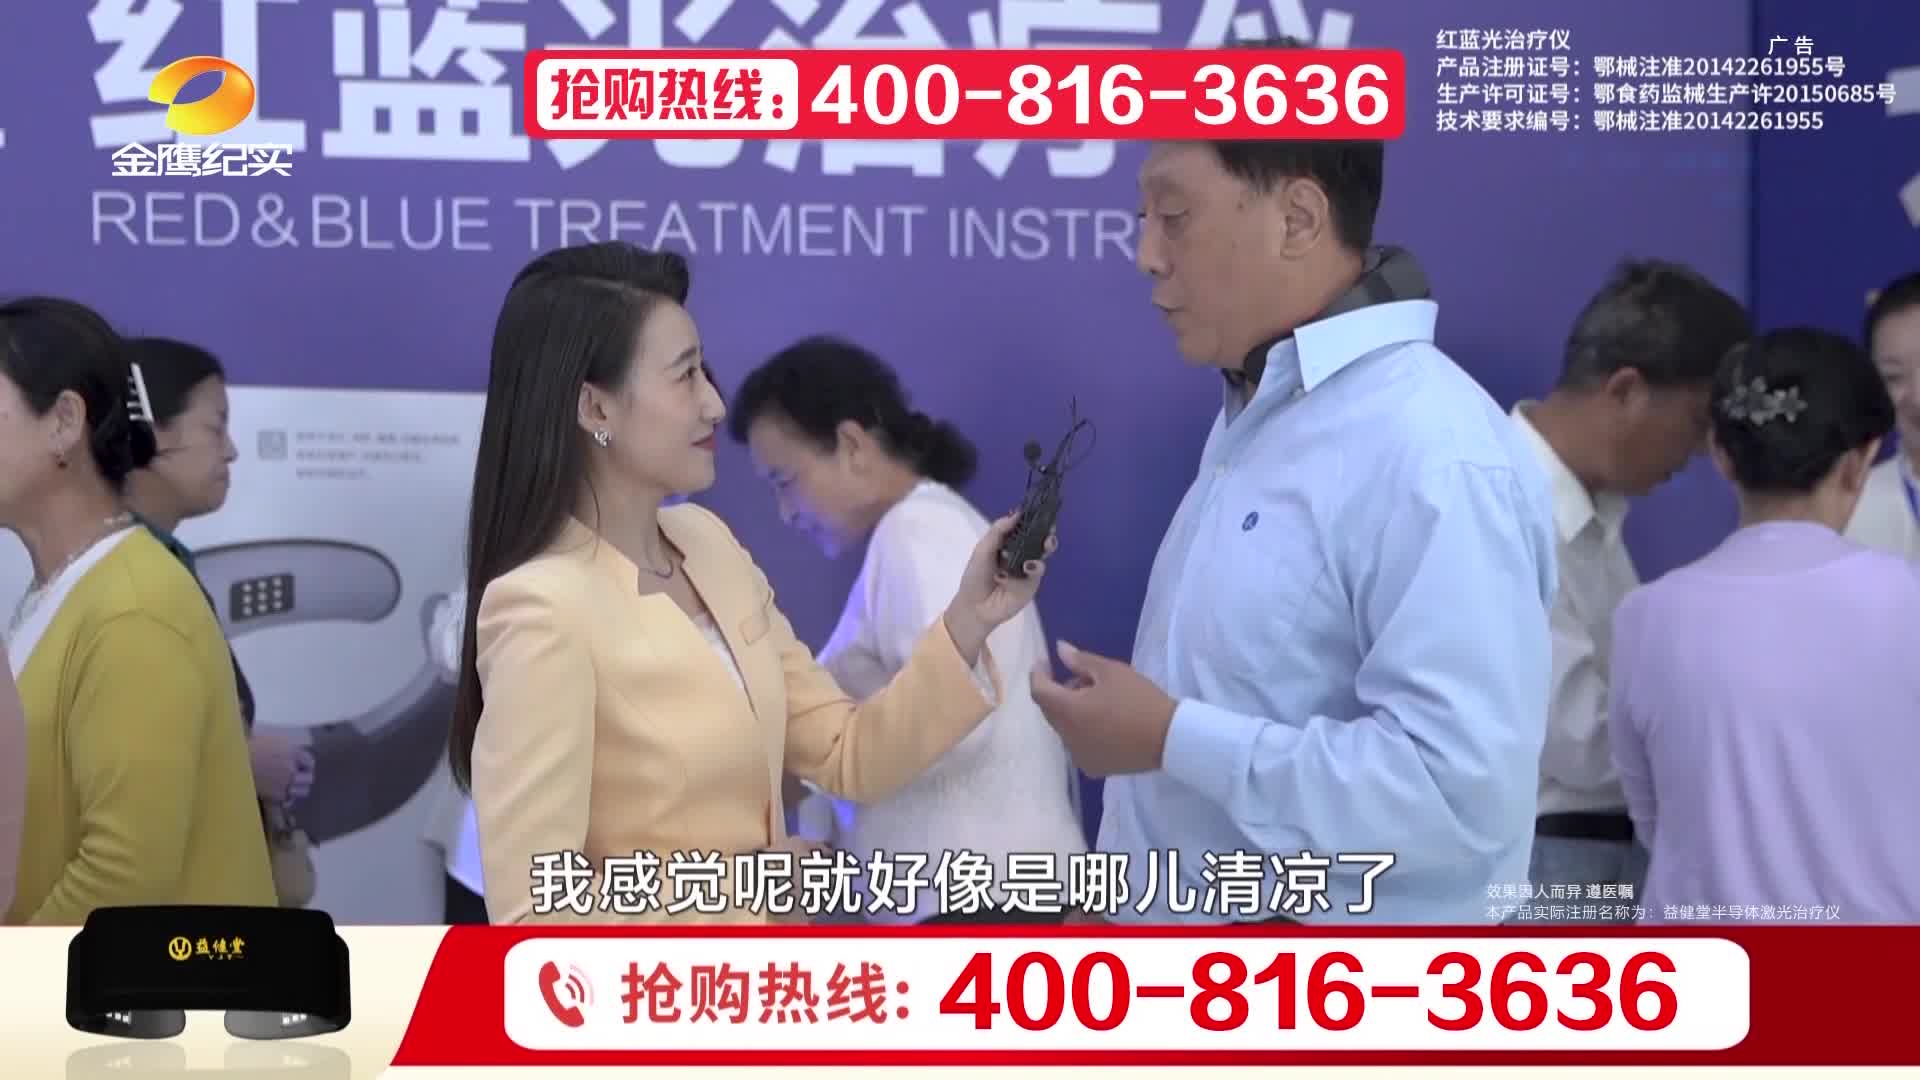 红蓝光治疗仪
抢购热线：400-816-3636
红蓝光治疗仪
广告
产品注册证号：鄂械注准20142261955号
生产许可证号：鄂食药监械生产许20150685号
技术要求编号：鄂械注准20142261955
金鹰纪实
RED&BLUE TREATMENT INSTR
我感觉呢就好像是哪儿清凉了
效果因人而异 遵医嘱
本产品实际注册名称为：益健堂半导体激光治疗仪
益健堂
抢购热线：400-816-3636